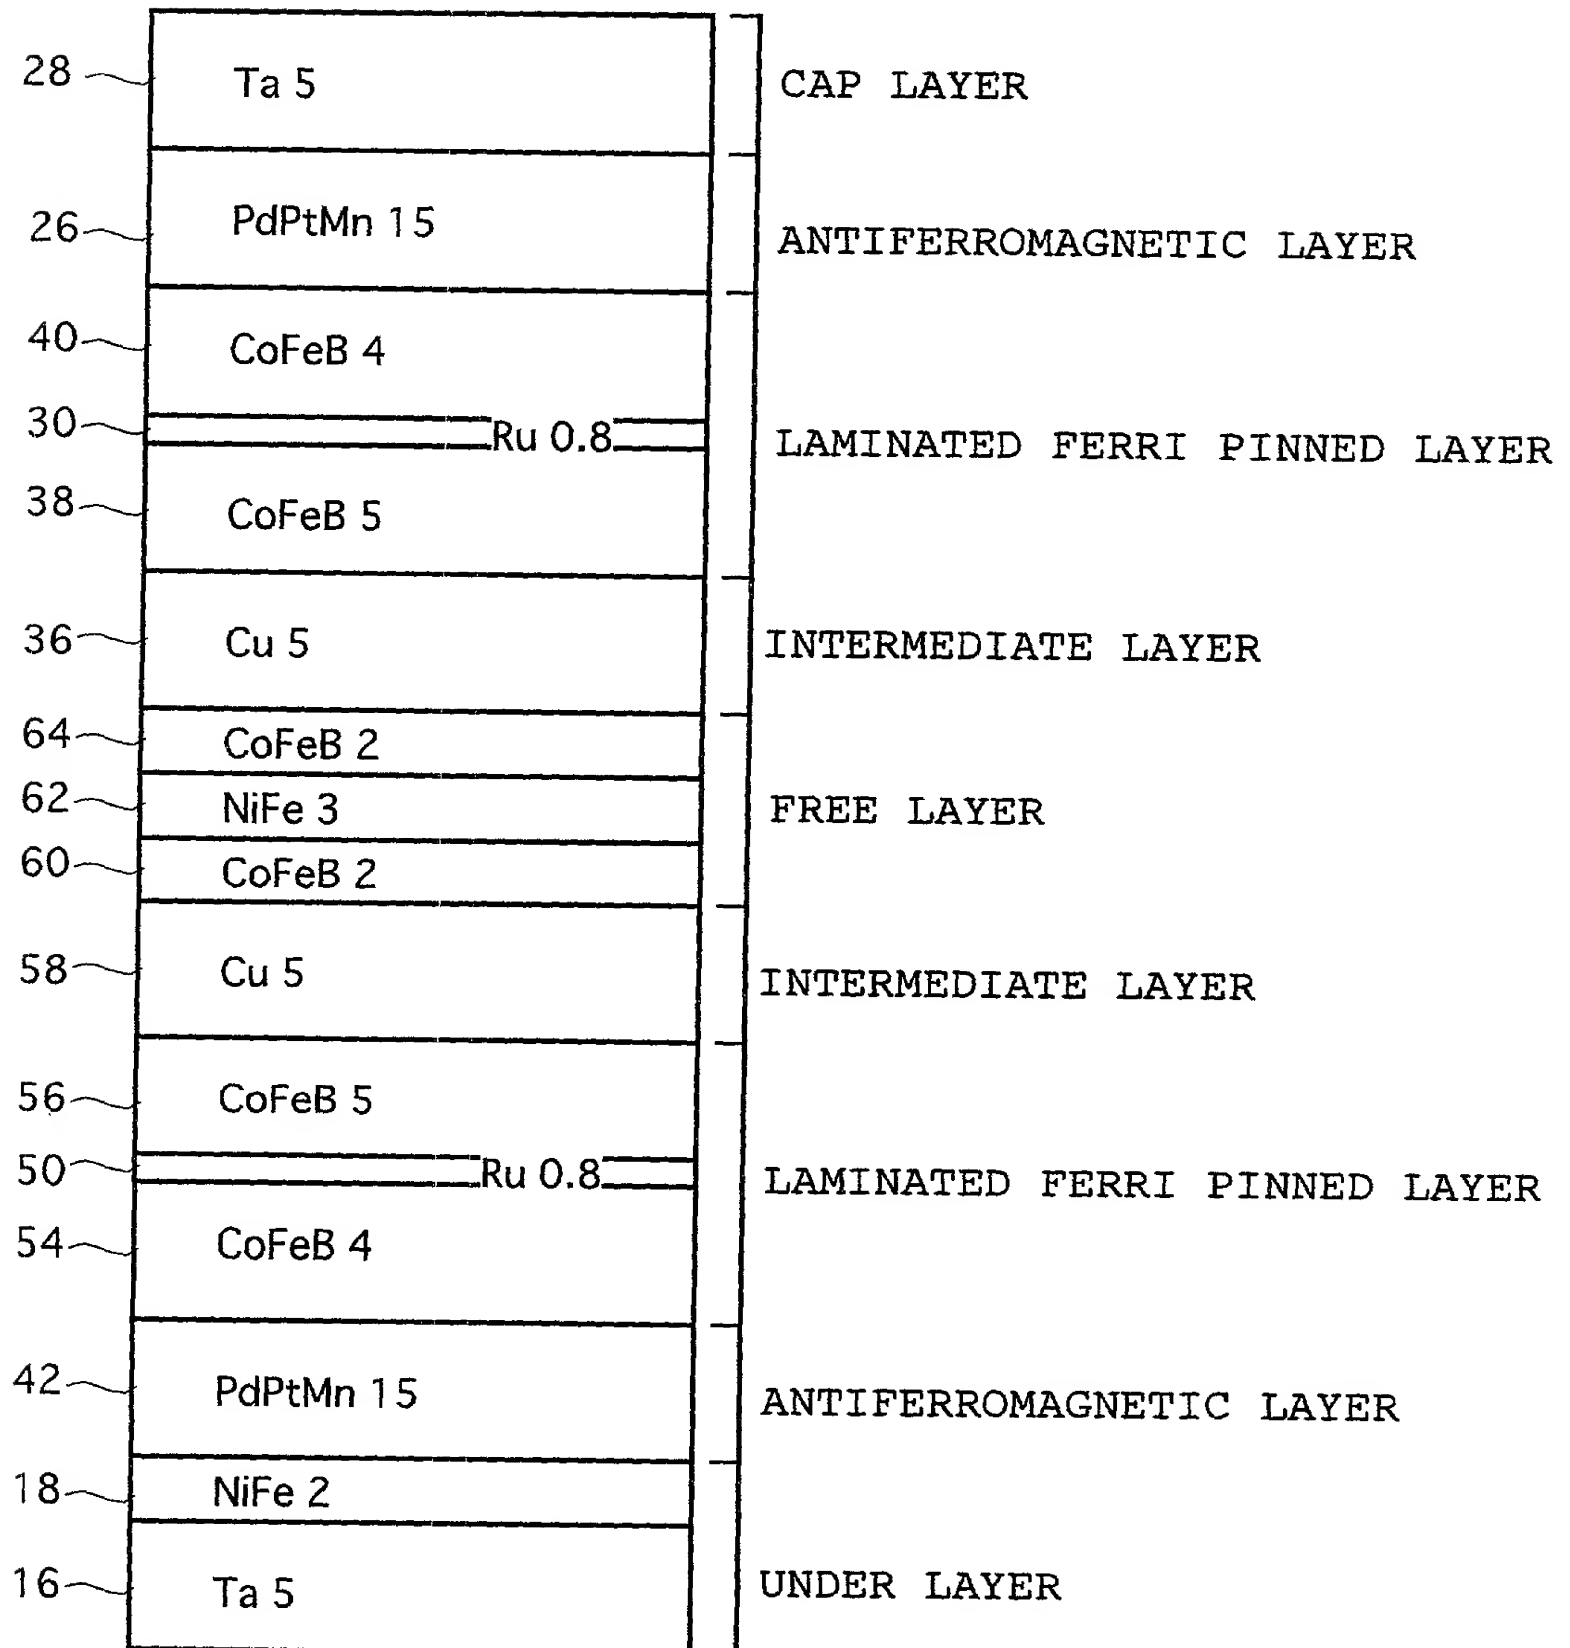 28 Ta 5 CAP LAYER
26 PdPtMn 15 ANTIFERROMAGNETIC LAYER
40 CoFeB 4
30 Ru 0.8 LAMINATED FERRI PINNED LAYER
38 CoFeB 5
36 Cu 5 INTERMEDIATE LAYER
64 CoFeB 2
62 NiFe 3 FREE LAYER
60 CoFeB 2
58 Cu 5 INTERMEDIATE LAYER
56 CoFeB 5
50 Ru 0.8 LAMINATED FERRI PINNED LAYER
54 CoFeB 4
42 PdPtMn 15 ANTIFERROMAGNETIC LAYER
18 NiFe 2
16 Ta 5 UNDER LAYER